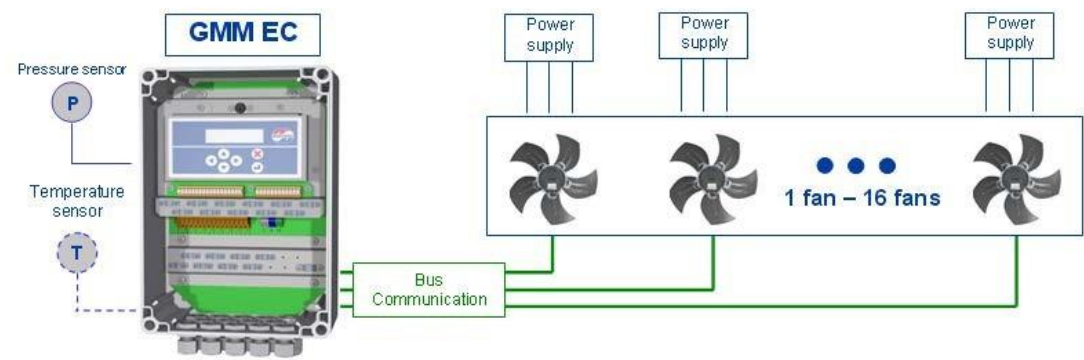 GMM EC
Power
supply
Power
supply
Power
supply
Pressure sensor
P
Temperature
sensor
T
1 fan – 16 fans
Bus
Communication